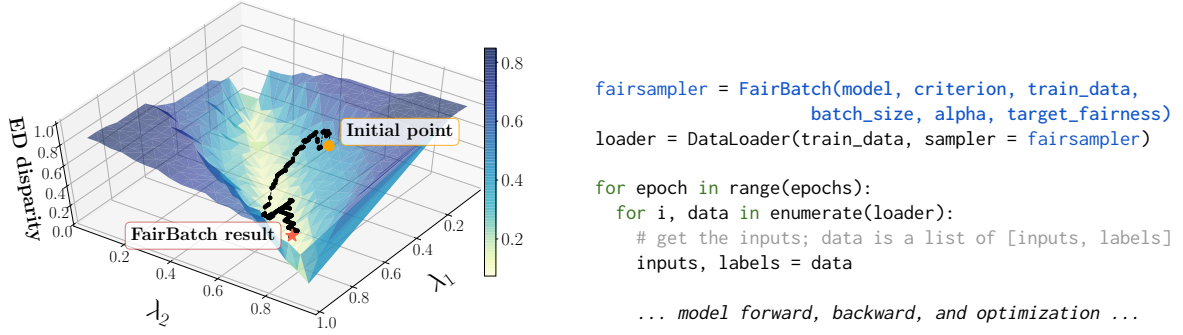 ED disparity
1.0
0.8
0.6
0.4
0.2
0.0
0.2
0.4
0.6
0.8
1.0
λ2
0.2
0.4
0.6
0.8
λ1
Initial point
FairBatch result
0.8
0.6
0.4
0.2
fairsampler = FairBatch(model, criterion, train_data,
batch_size, alpha, target_fairness)
loader = DataLoader(train_data, sampler = fairsampler)
for epoch in range(epochs):
for i, data in enumerate(loader):
# get the inputs; data is a list of [inputs, labels]
inputs, labels = data
... model forward, backward, and optimization ...